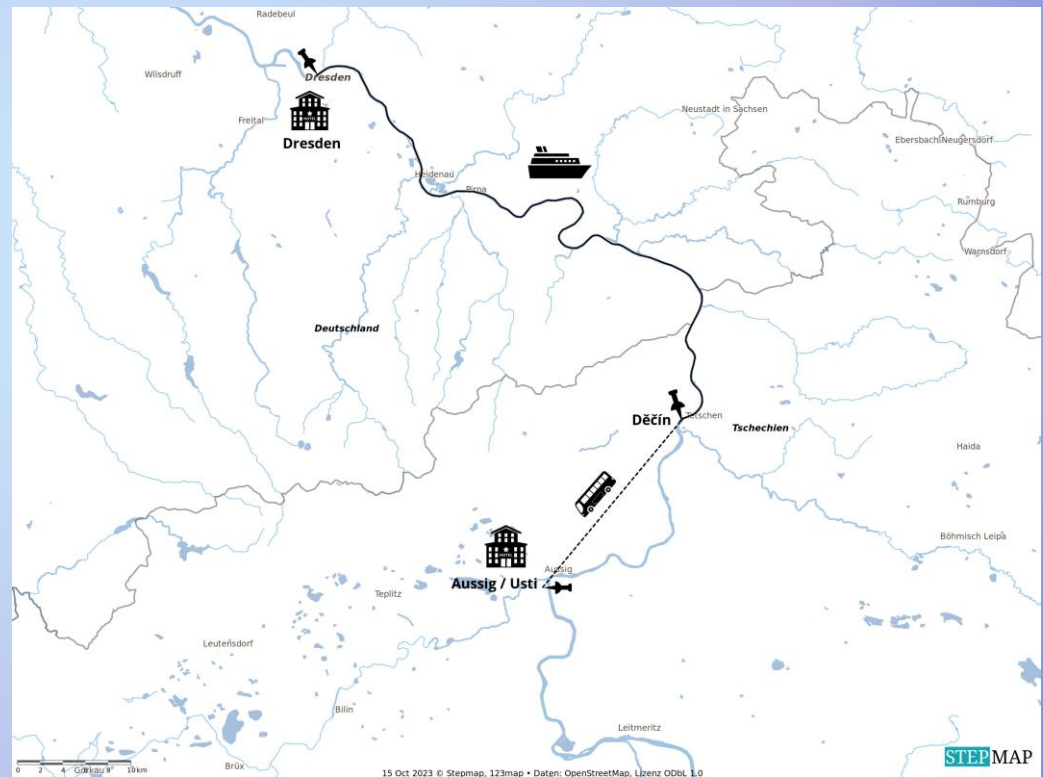 Radebeul
Wilsdruff
Dresden
Neustadt in Sachsen
Freital
Dresden
Ebersbach-Neugersdorf
Heidenau
Pirna
Rumburg
Warnsdorf
Deutschland
Děčín
Tetschen
Tschechien
Haida
Böhmisch Leipa
Aussig
Aussig / Usti
Teplitz
Leutensdorf
Bilin
Leitmeritz
STEPMAP
Brüx
Görkau
0 2 4 6 8 10 km
15 Oct 2023 © Stepmap, 123map • Daten: OpenStreetMap, Lizenz ODbL 1.0